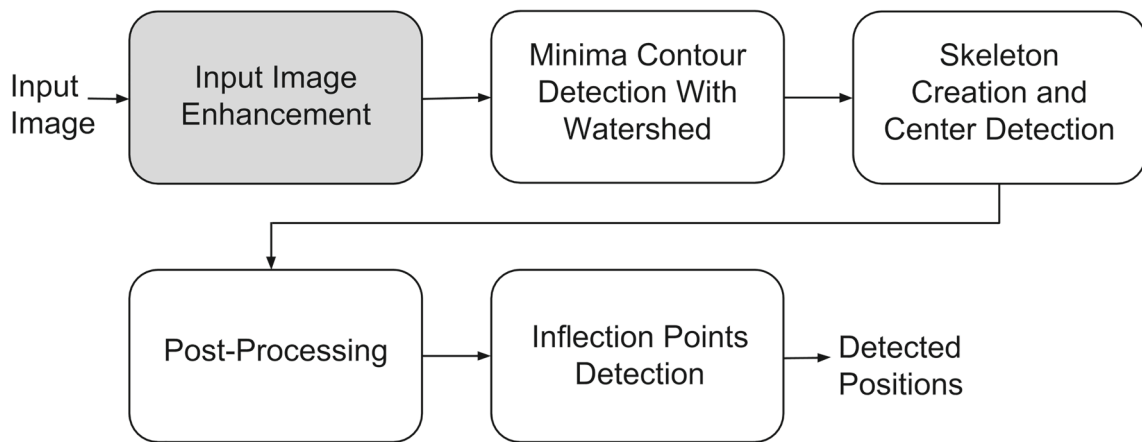 Input
Image
Input Image
Enhancement
Minima Contour
Detection With
Watershed
Skeleton
Creation and
Center Detection
Post-Processing
Inflection Points
Detection
Detected
Positions